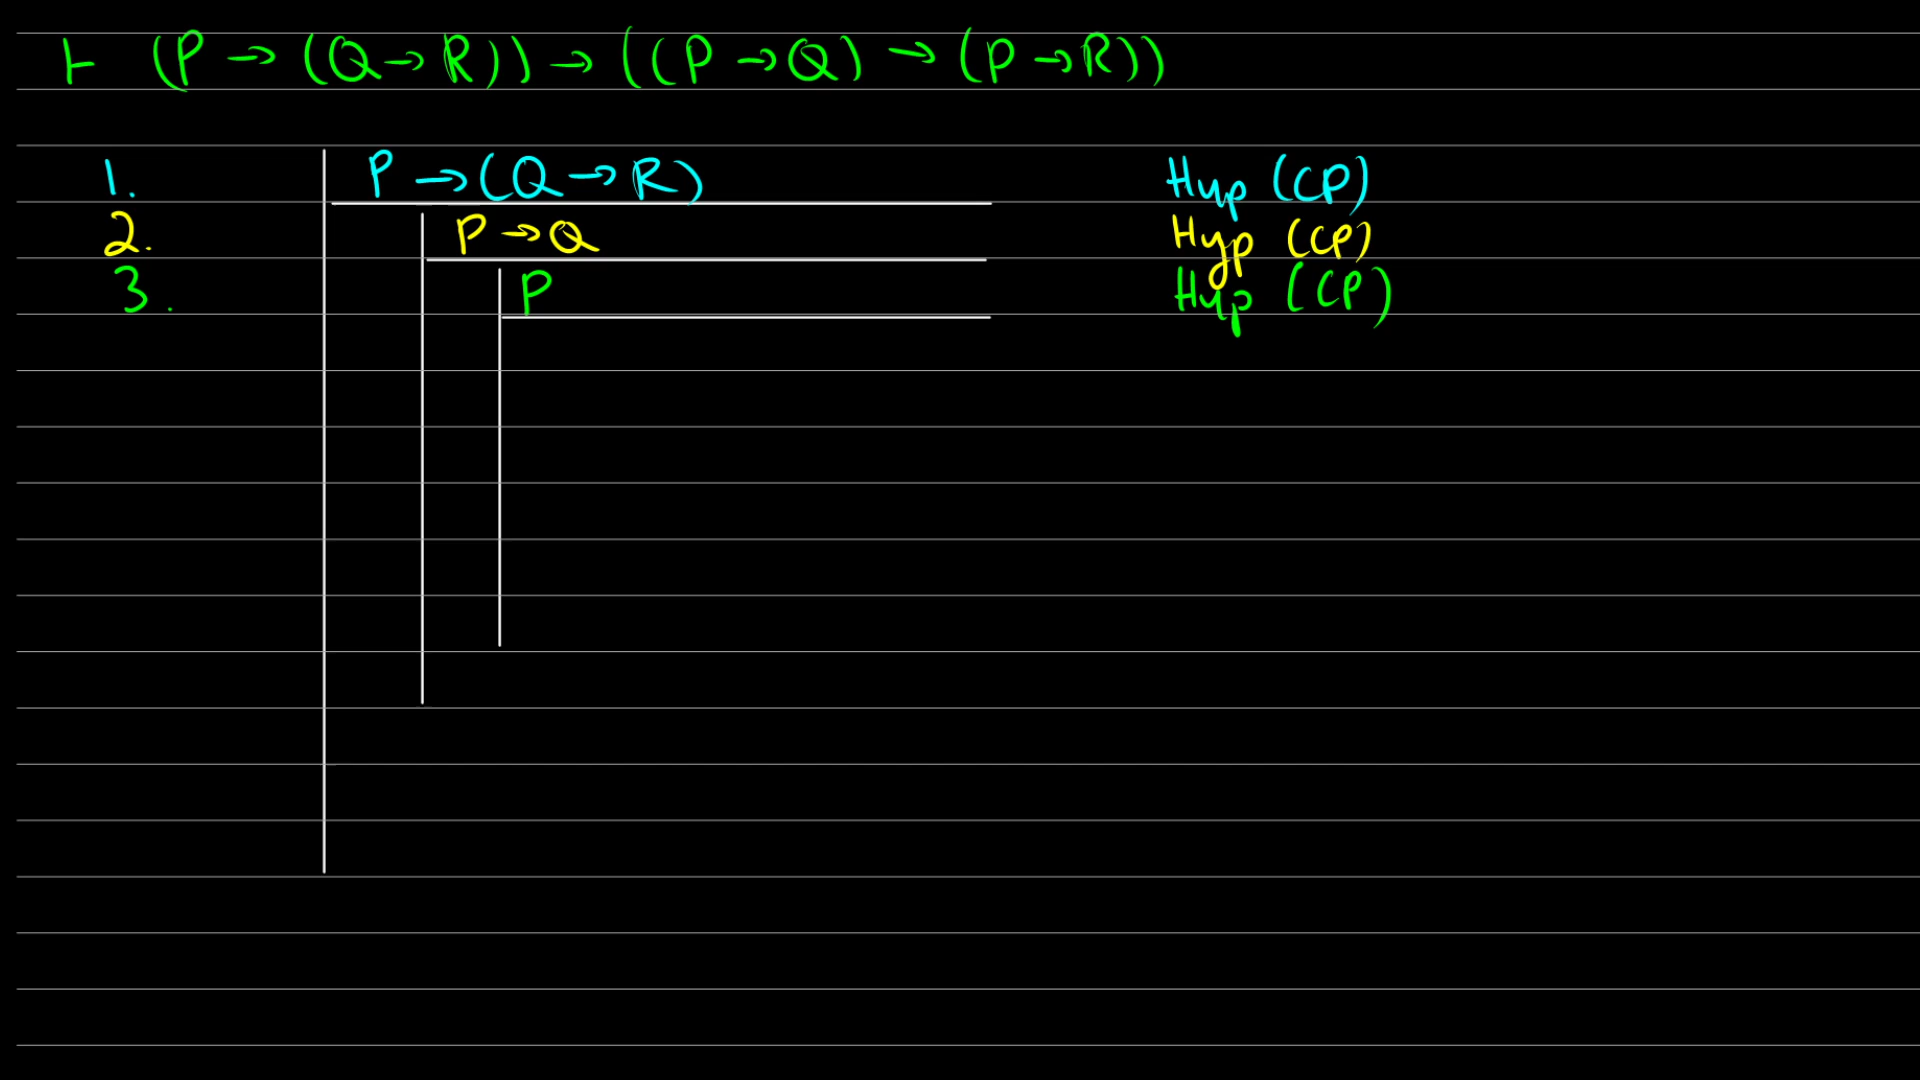 ⊢ (P → (Q → R)) → ((P → Q) → (P → R))
1. P → (Q → R) Hyp (CP)
2. P → Q Hyp (CP)
3. P Hyp (CP)